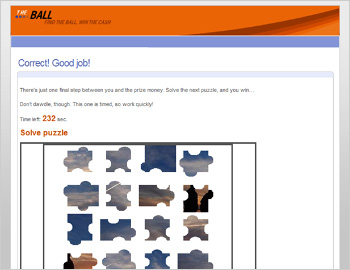 THE BALL
FIND THE BALL, WIN THE CASH
Correct! Good job!
There's just one final step between you and the prize money. Solve the next puzzle, and you win...
Don't dawdle, though. This one is timed, so work quickly!
Time left: 232 sec.
Solve puzzle